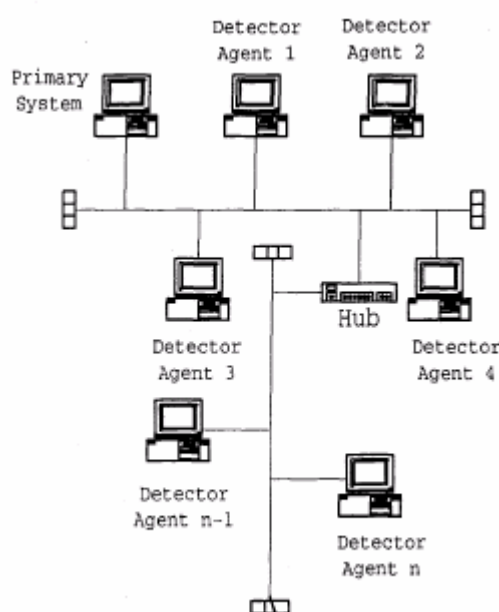 Detector
Agent 1
Detector
Agent 2
Primary
System
Hub
Detector
Agent 3
Detector
Agent 4
Detector
Agent n-1
Detector
Agent n